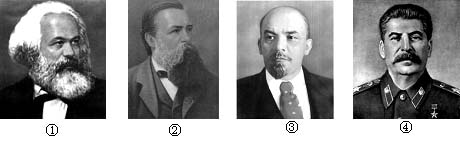 ① ② ③ ④